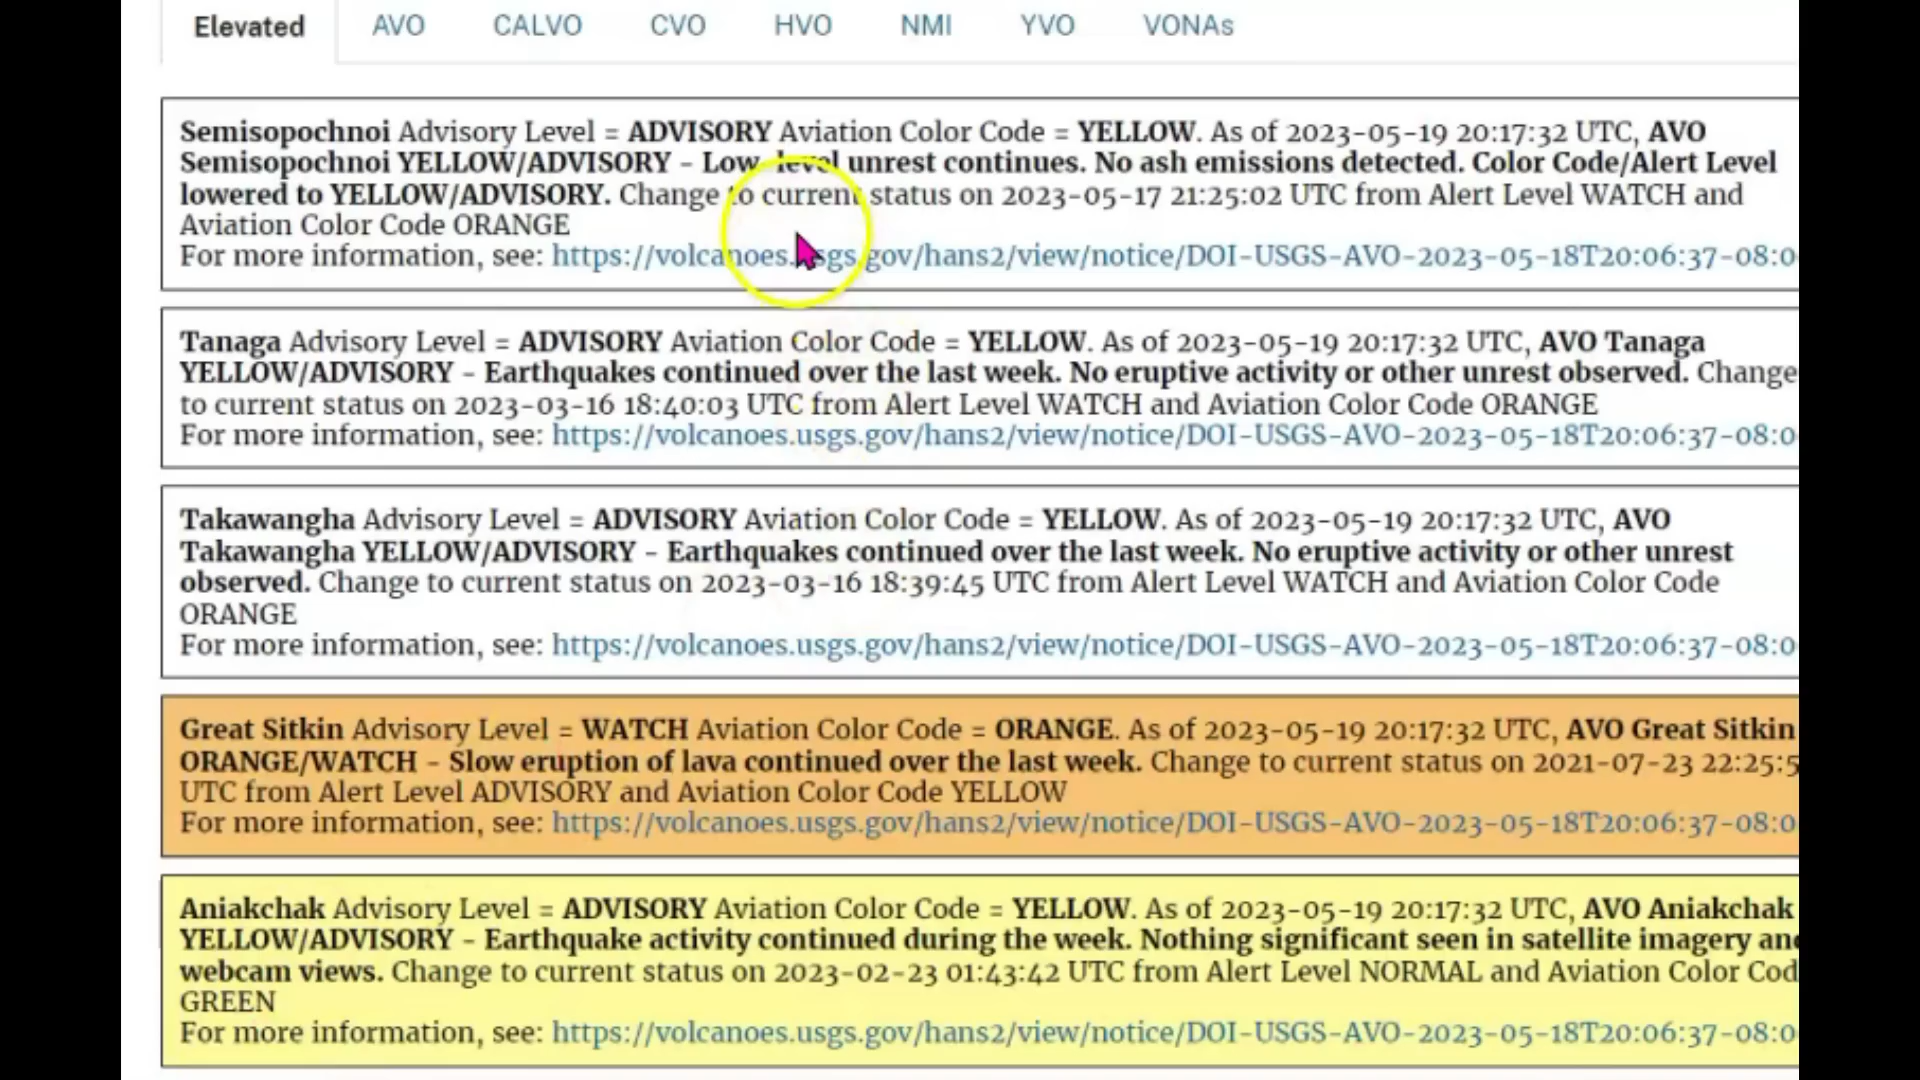 Elevated AVO CALVO CVO HVO NMI YVO VONAs
Semisopochnoi Advisory Level = ADVISORY Aviation Color Code = YELLOW. As of 2023-05-19 20:17:32 UTC, AVO
Semisopochnoi YELLOW/ADVISORY - Low-level unrest continues. No ash emissions detected. Color Code/Alert Level
lowered to YELLOW/ADVISORY. Change to current status on 2023-05-17 21:25:02 UTC from Alert Level WATCH and
Aviation Color Code ORANGE
For more information, see: https://volcanoes.usgs.gov/hans2/view/notice/DOI-USGS-AVO-2023-05-18T20:06:37-08:0
Tanaga Advisory Level = ADVISORY Aviation Color Code = YELLOW. As of 2023-05-19 20:17:32 UTC, AVO Tanaga
YELLOW/ADVISORY - Earthquakes continued over the last week. No eruptive activity or other unrest observed. Change
to current status on 2023-03-16 18:40:03 UTC from Alert Level WATCH and Aviation Color Code ORANGE
For more information, see: https://volcanoes.usgs.gov/hans2/view/notice/DOI-USGS-AVO-2023-05-18T20:06:37-08:0
Takawangha Advisory Level = ADVISORY Aviation Color Code = YELLOW. As of 2023-05-19 20:17:32 UTC, AVO
Takawangha YELLOW/ADVISORY - Earthquakes continued over the last week. No eruptive activity or other unrest
observed. Change to current status on 2023-03-16 18:39:45 UTC from Alert Level WATCH and Aviation Color Code
ORANGE
For more information, see: https://volcanoes.usgs.gov/hans2/view/notice/DOI-USGS-AVO-2023-05-18T20:06:37-08:0
Great Sitkin Advisory Level = WATCH Aviation Color Code = ORANGE. As of 2023-05-19 20:17:32 UTC, AVO Great Sitkin
ORANGE/WATCH - Slow eruption of lava continued over the last week. Change to current status on 2021-07-23 22:25:5
UTC from Alert Level ADVISORY and Aviation Color Code YELLOW
For more information, see: https://volcanoes.usgs.gov/hans2/view/notice/DOI-USGS-AVO-2023-05-18T20:06:37-08:0
Aniakchak Advisory Level = ADVISORY Aviation Color Code = YELLOW. As of 2023-05-19 20:17:32 UTC, AVO Aniakchak
YELLOW/ADVISORY - Earthquake activity continued during the week. Nothing significant seen in satellite imagery an
webcam views. Change to current status on 2023-02-23 01:43:42 UTC from Alert Level NORMAL and Aviation Color Cod
GREEN
For more information, see: https://volcanoes.usgs.gov/hans2/view/notice/DOI-USGS-AVO-2023-05-18T20:06:37-08:0